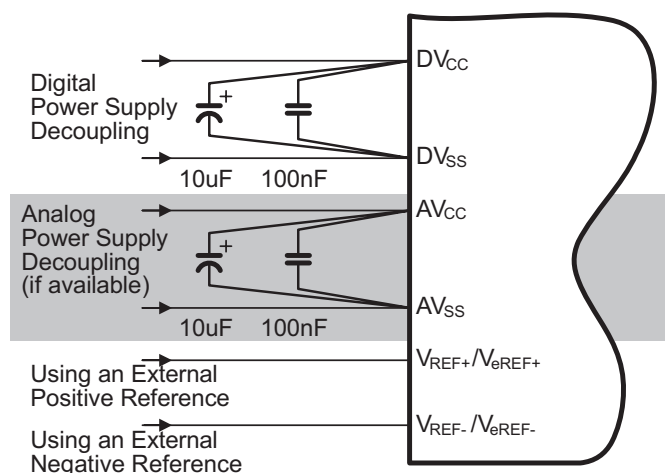 Digital
Power Supply
Decoupling
+
10uF 100nF
DVCC
DVSS
Analog
Power Supply
Decoupling
(if available)
+
10uF 100nF
AVCC
AVSS
Using an External
Positive Reference
VREF+/VeREF+
Using an External
Negative Reference
VREF-/VeREF-